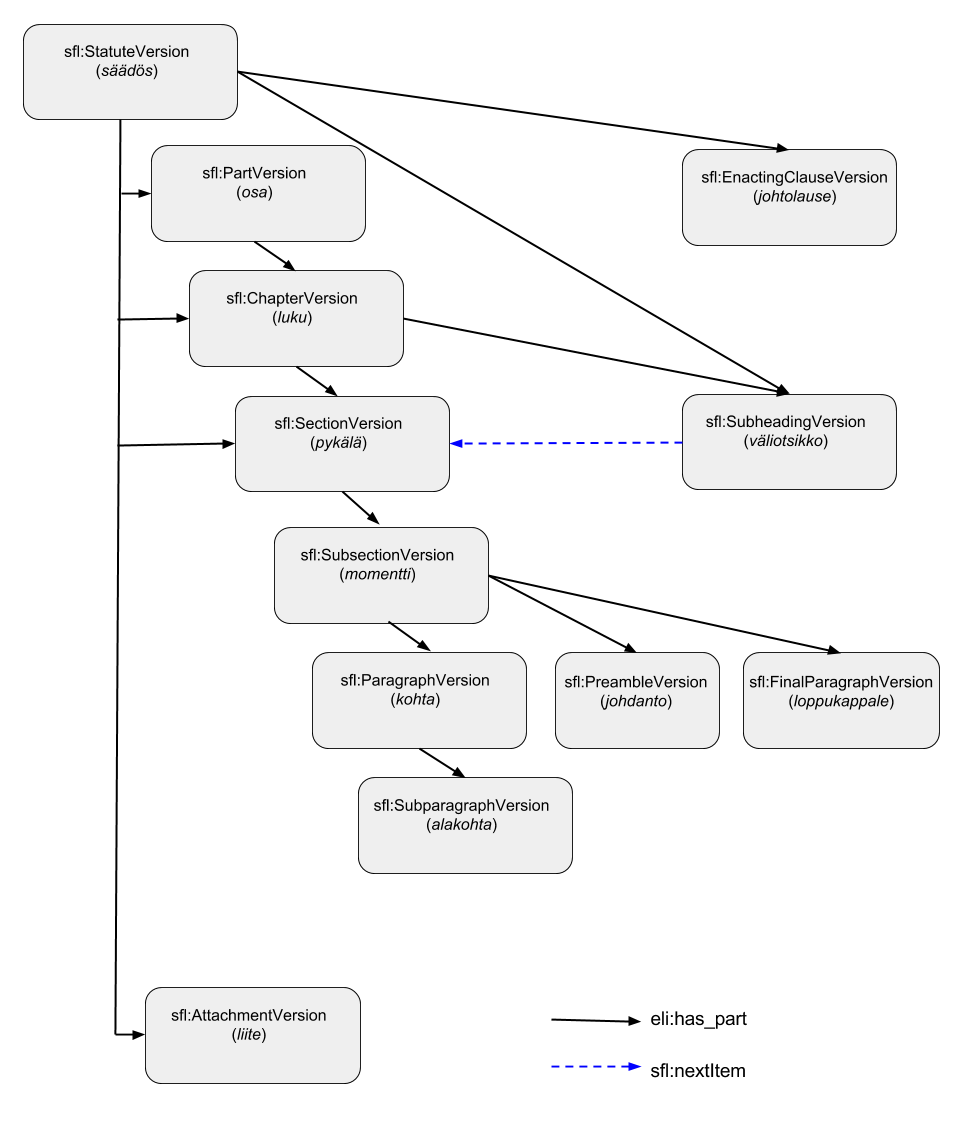 sfl:StatuteVersion
(säädös)
sfl:PartVersion
(osa)
sfl:EnactingClauseVersion
(johtolause)
sfl:ChapterVersion
(luku)
sfl:SectionVersion
(pykälä)
sfl:SubheadingVersion
(väliotsikko)
sfl:SubsectionVersion
(momentti)
sfl:ParagraphVersion
(kohta)
sfl:PreambleVersion
(johdanto)
sfl:FinalParagraphVersion
(loppukappale)
sfl:SubparagraphVersion
(alakohta)
sfl:AttachmentVersion
(liite)
eli:has_part
sfl:nextItem